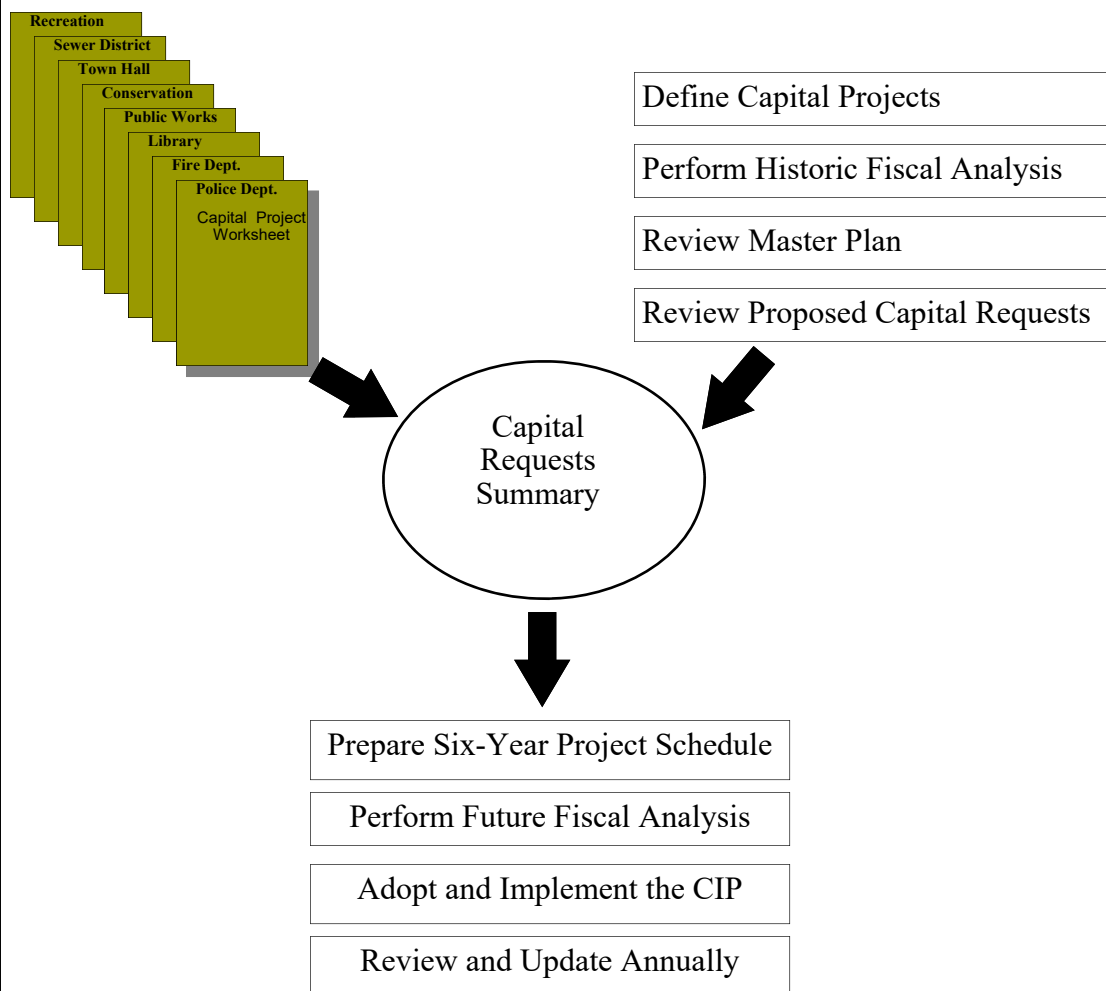 Recreation
Sewer District
Town Hall
Conservation
Public Works
Library
Fire Dept.
Police Dept.
Capital Project
Worksheet
Define Capital Projects
Perform Historic Fiscal Analysis
Review Master Plan
Review Proposed Capital Requests
Capital
Requests
Summary
Prepare Six-Year Project Schedule
Perform Future Fiscal Analysis
Adopt and Implement the CIP
Review and Update Annually